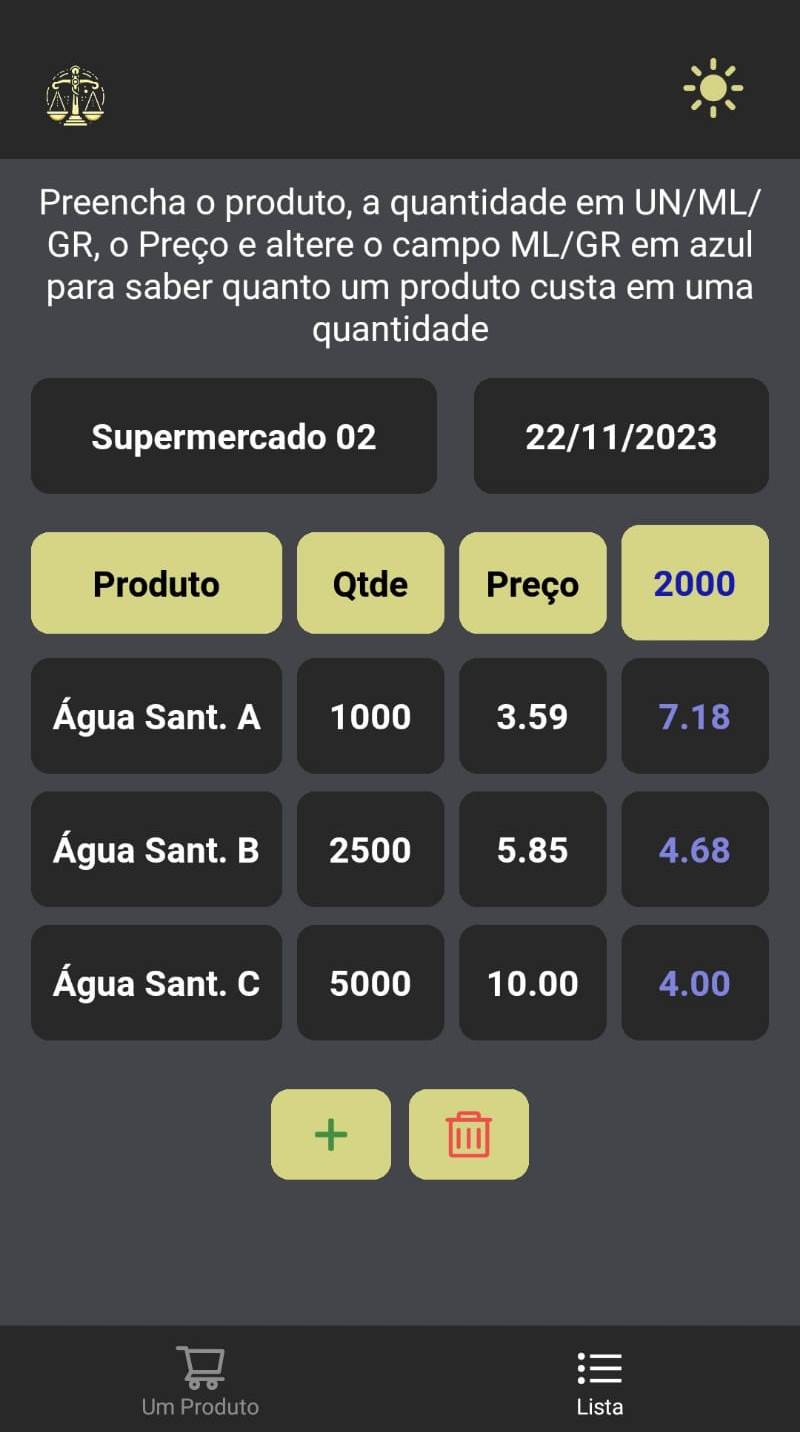 Preencha o produto, a quantidade em UN/ML/
GR, o Preço e altere o campo ML/GR em azul
para saber quanto um produto custa em uma
quantidade
Supermercado 02 22/11/2023
Produto Qtde Preço 2000
Água Sant. A 1000 3.59 7.18
Água Sant. B 2500 5.85 4.68
Água Sant. C 5000 10.00 4.00
+
Um Produto Lista